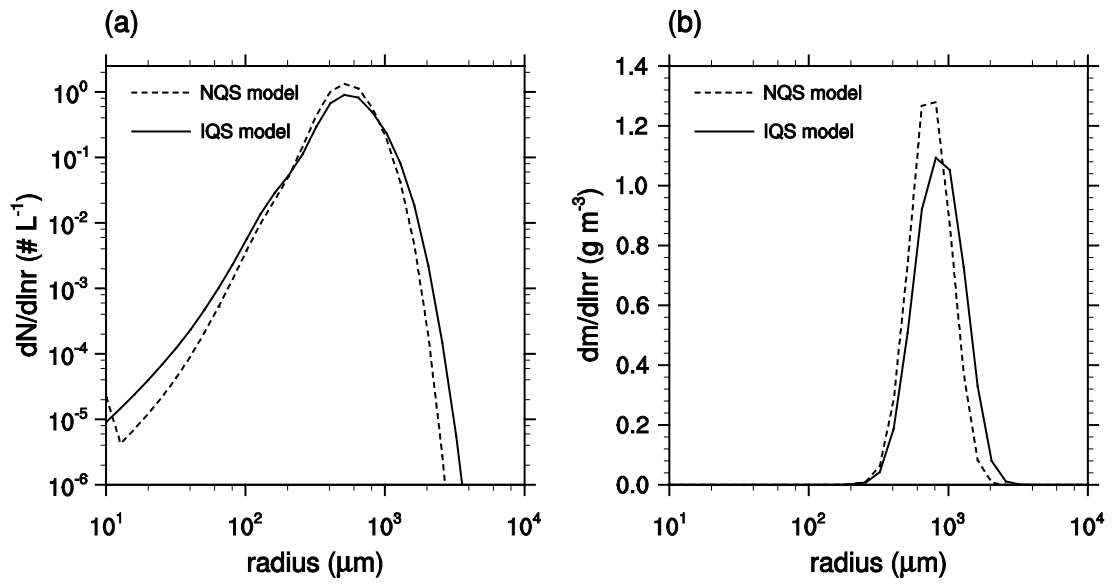 (a)
dN/dlnr (# L⁻¹)
10⁰
10⁻¹
10⁻²
10⁻³
10⁻⁴
10⁻⁵
10⁻⁶
NQS model
IQS model
10¹ 10² 10³ 10⁴
radius (μm)
(b)
dm/dlnr (g m⁻³)
1.4
1.2
1.0
0.8
0.6
0.4
0.2
0.0
NQS model
IQS model
10¹ 10² 10³ 10⁴
radius (μm)